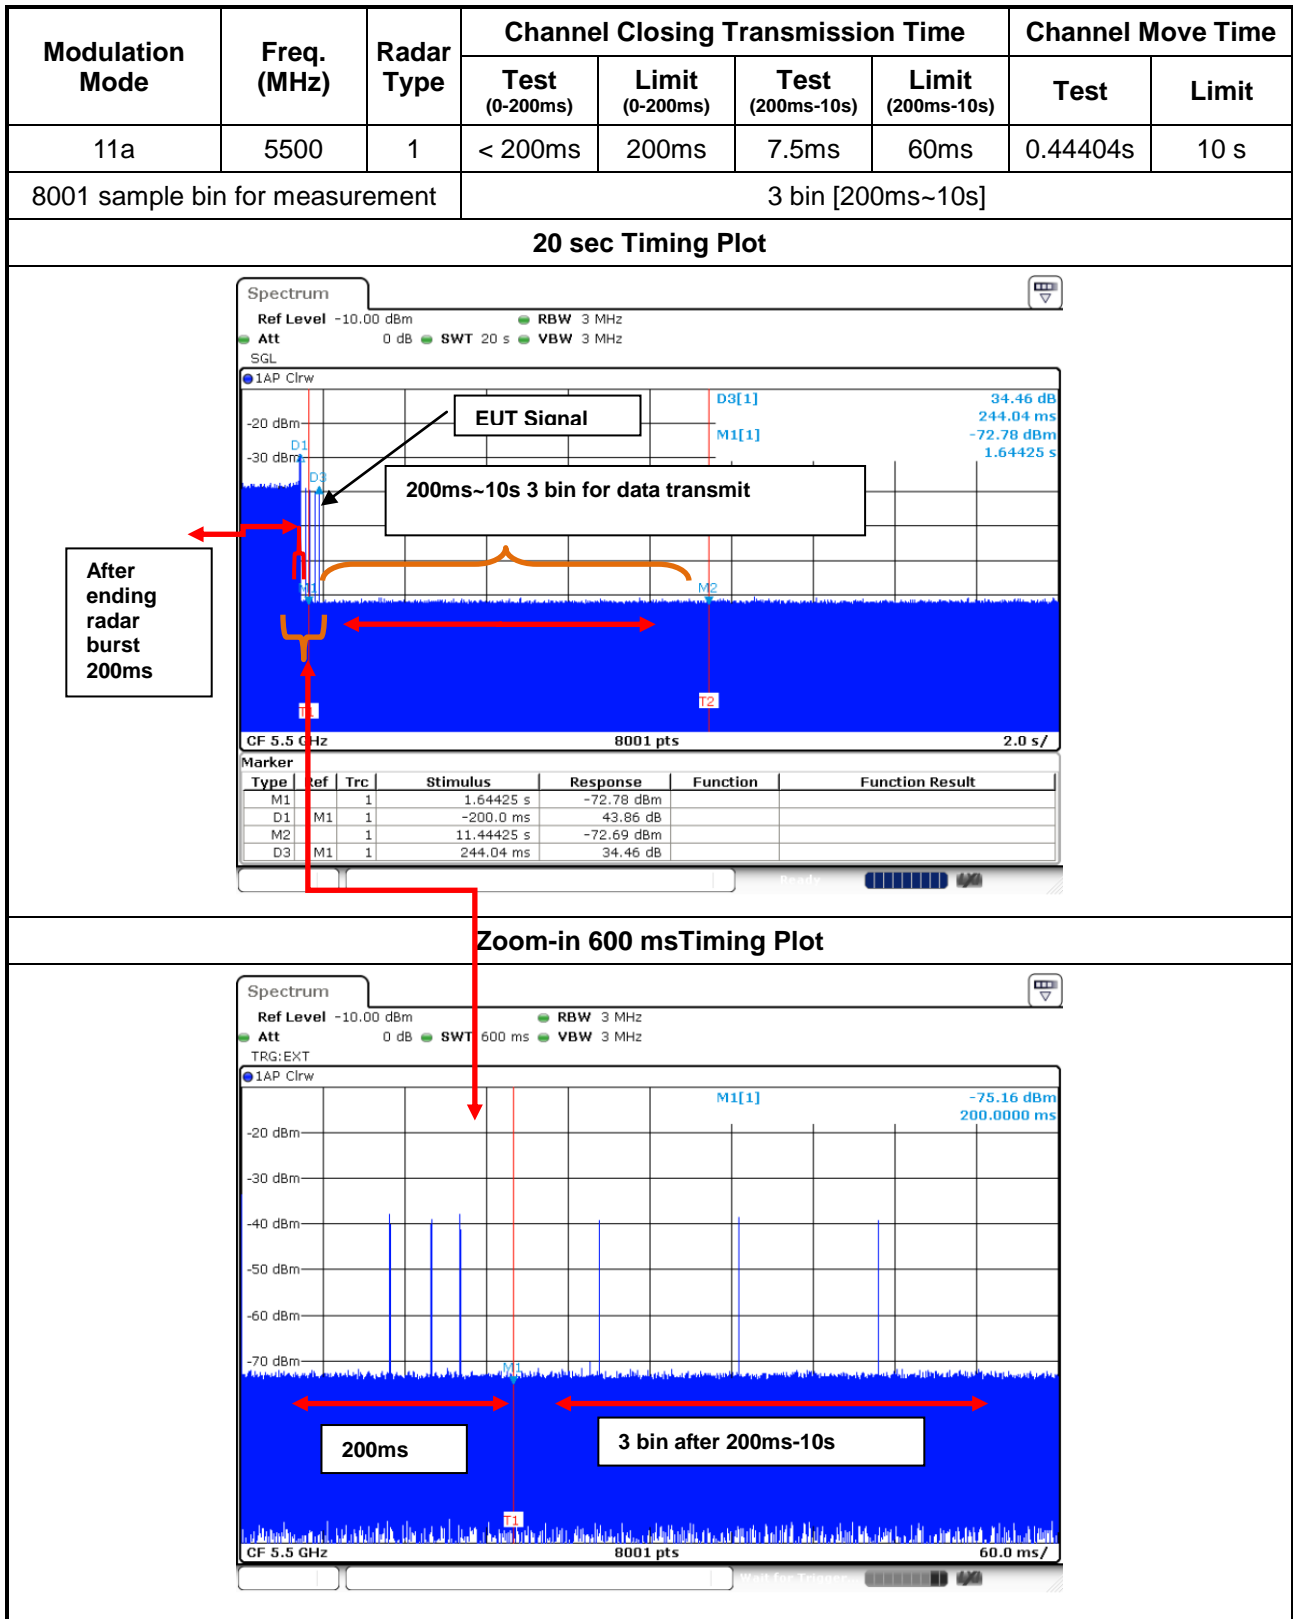 Modulation Mode
Freq. (MHz)
Radar Type
Channel Closing Transmission Time
Channel Move Time
Test (0-200ms)
Limit (0-200ms)
Test (200ms-10s)
Limit (200ms-10s)
Test
Limit
11a 5500 1 < 200ms 200ms 7.5ms 60ms 0.44404s 10 s
8001 sample bin for measurement 3 bin [200ms~10s]
20 sec Timing Plot
Spectrum
Ref Level -10.00 dBm RBW 3 MHz
Att 0 dB SWT 20 s VBW 3 MHz
SGL
1AP Clrw
D3[1] 34.46 dB
244.04 ms
M1[1] -72.78 dBm
1.64425 s
-20 dBm
-30 dBm
D1
D3
EUT Signal
200ms~10s 3 bin for data transmit
After
ending
radar
burst
200ms
M1
M2
T1
T2
CF 5.5 GHz 8001 pts 2.0 s/
Marker
Type Ref Trc Stimulus Response Function Function Result
M1 1 1.64425 s -72.78 dBm
D1 M1 1 -200.0 ms 43.86 dB
M2 1 11.44425 s -72.69 dBm
D3 M1 1 244.04 ms 34.46 dB
Ready
Zoom-in 600 msTiming Plot
Spectrum
Ref Level -10.00 dBm RBW 3 MHz
Att 0 dB SWT 600 ms VBW 3 MHz
TRG:EXT
1AP Clrw
M1[1] -75.16 dBm
200.0000 ms
-20 dBm
-30 dBm
-40 dBm
-50 dBm
-60 dBm
-70 dBm
M1
200ms
3 bin after 200ms-10s
T1
CF 5.5 GHz 8001 pts 60.0 ms/
Wait for Trigger